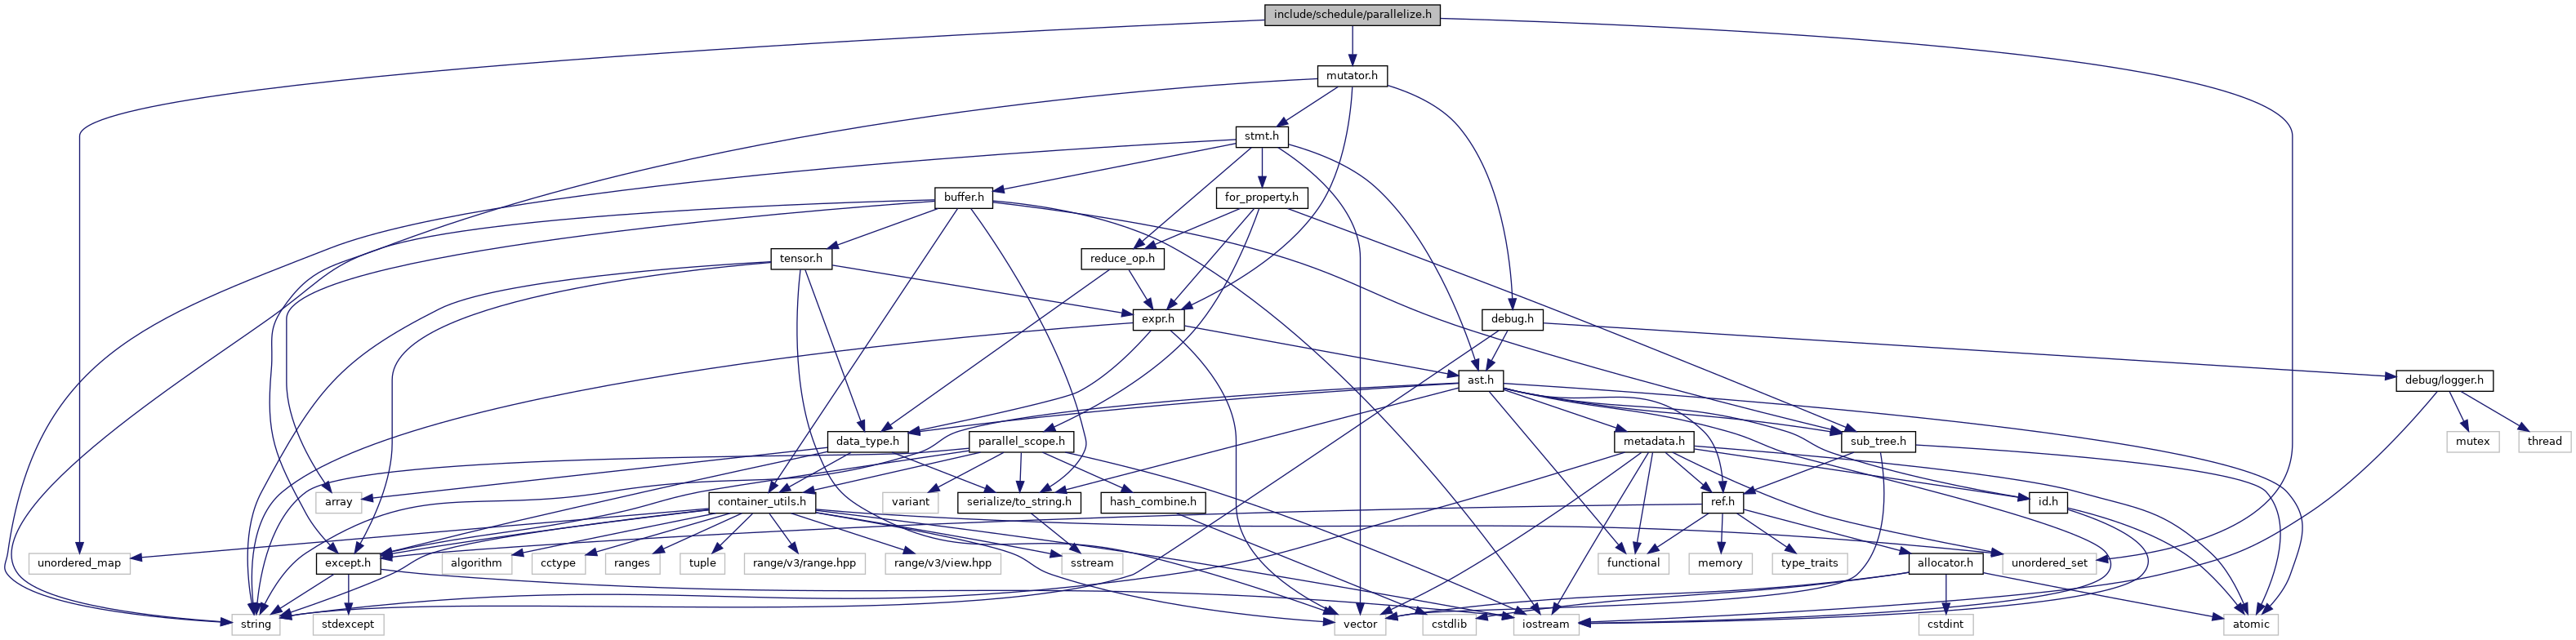 include/schedule/parallelize.h
mutator.h
stmt.h
buffer.h
for_property.h
tensor.h
reduce_op.h
expr.h
debug.h
ast.h
debug/logger.h
data_type.h
parallel_scope.h
metadata.h
sub_tree.h
mutex
thread
array
container_utils.h
variant
serialize/to_string.h
hash_combine.h
ref.h
id.h
unordered_map
except.h
algorithm
cctype
ranges
tuple
range/v3/range.hpp
range/v3/view.hpp
sstream
functional
memory
type_traits
allocator.h
unordered_set
string
stdexcept
vector
cstdlib
iostream
cstdint
atomic